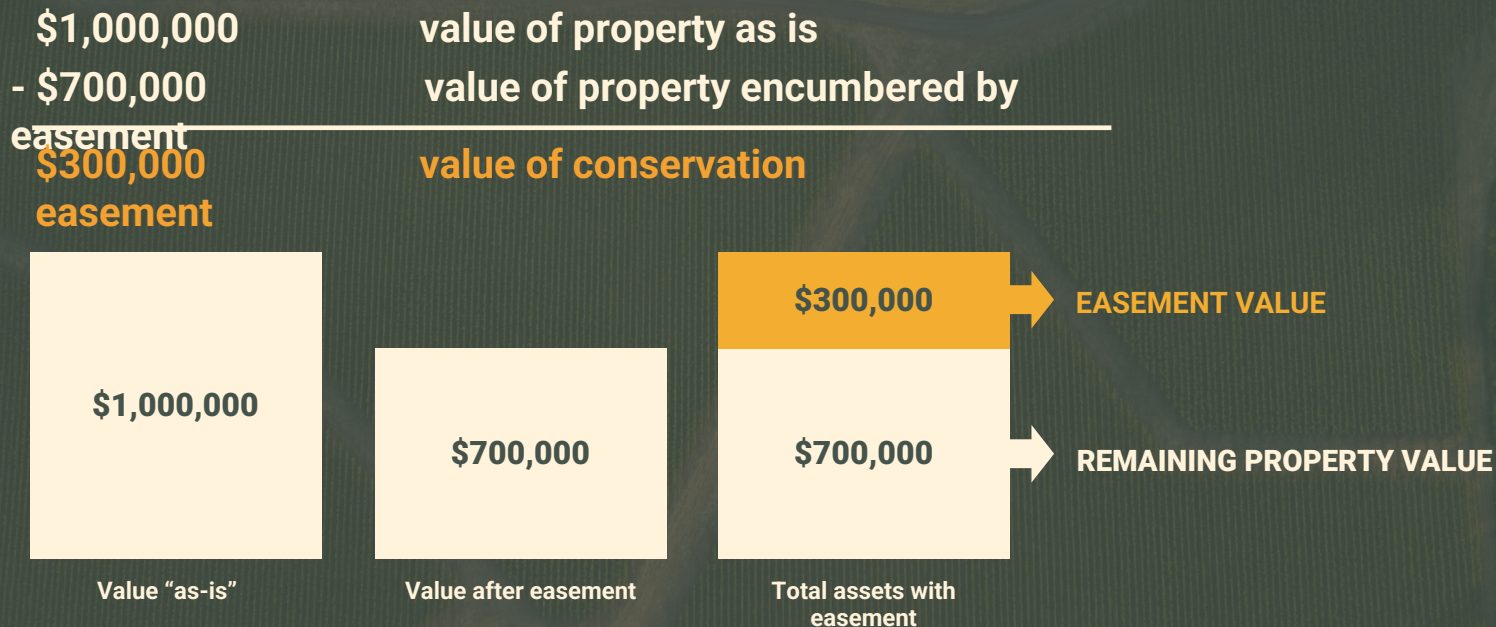 $1,000,000 value of property as is
- $700,000 value of property encumbered by
easement
$300,000 value of conservation
easement
$300,000
EASEMENT VALUE
$1,000,000
$700,000
$700,000
REMAINING PROPERTY VALUE
Value “as-is”
Value after easement
Total assets with
easement